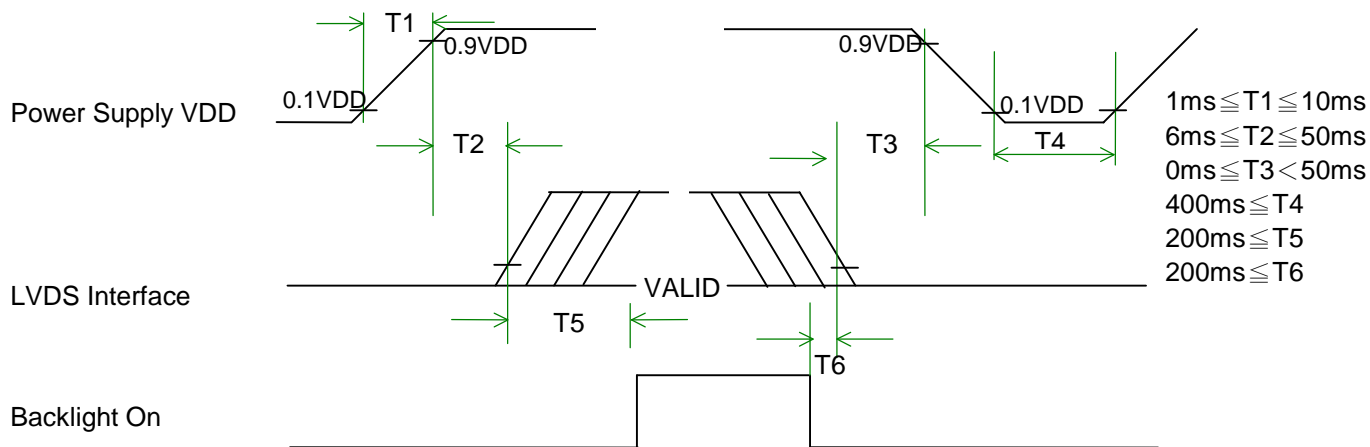 T1
0.9VDD
0.9VDD
Power Supply VDD
0.1VDD
0.1VDD
T2
T3
T4
1ms≦T1≦10ms
6ms≦T2≦50ms
0ms≦T3<50ms
400ms≦T4
200ms≦T5
200ms≦T6
LVDS Interface
VALID
T5
T6
Backlight On